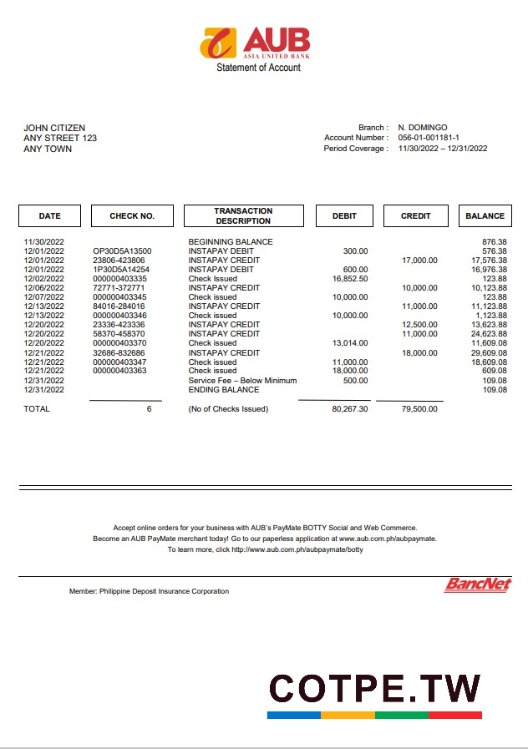 AUB
ASIA UNITED BANK
Statement of Account
JOHN CITIZEN
ANY STREET 123
ANY TOWN
Branch : N. DOMINGO
Account Number : 056-01-001181-1
Period Coverage : 11/30/2022 – 12/31/2022
DATE CHECK NO. TRANSACTION DESCRIPTION DEBIT CREDIT BALANCE
11/30/2022 BEGINNING BALANCE 876.38
12/01/2022 OP30D5A13500 INSTAPAY DEBIT 300.00 576.38
12/01/2022 23806-423806 INSTAPAY CREDIT 17,000.00 17,576.38
12/01/2022 1P30D5A14254 INSTAPAY DEBIT 600.00 16,976.38
12/02/2022 000000403335 Check issued 16,852.50 123.88
12/06/2022 72771-372771 INSTAPAY CREDIT 10,000.00 10,123.88
12/07/2022 000000403345 Check issued 10,000.00 123.88
12/13/2022 84016-284016 INSTAPAY CREDIT 11,000.00 11,123.88
12/13/2022 000000403346 Check issued 10,000.00 1,123.88
12/20/2022 23336-423336 INSTAPAY CREDIT 12,500.00 13,623.88
12/20/2022 58370-458370 INSTAPAY CREDIT 11,000.00 24,623.88
12/20/2022 000000403370 Check issued 13,014.00 11,609.08
12/21/2022 32686-832686 INSTAPAY CREDIT 18,000.00 29,609.08
12/21/2022 000000403347 Check issued 11,000.00 18,609.08
12/21/2022 000000403363 Check issued 18,000.00 609.08
12/31/2022 Service Fee – Below Minimum 500.00 109.08
12/31/2022 ENDING BALANCE 109.08
TOTAL 6 (No of Checks Issued) 80,267.30 79,500.00
Accept online orders for your business with AUB's PayMate BOTTY Social and Web Commerce.
Become an AUB PayMate merchant today! Go to our paperless application at www.aub.com.ph/aubpaymate.
To learn more, click http://www.aub.com.ph/aubpaymate/botty
BancNet
Member: Philippine Deposit Insurance Corporation
COTPE.TW